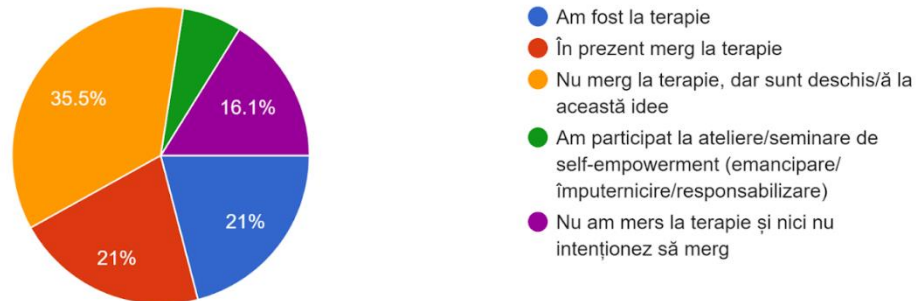 35.5%
16.1%
21%
21%
Am fost la terapie
În prezent merg la terapie
Nu merg la terapie, dar sunt deschis/ă la
această idee
Am participat la ateliere/seminare de
self-empowerment (emancipare/
împuternicire/responsabilizare)
Nu am mers la terapie și nici nu
intenționez să merg